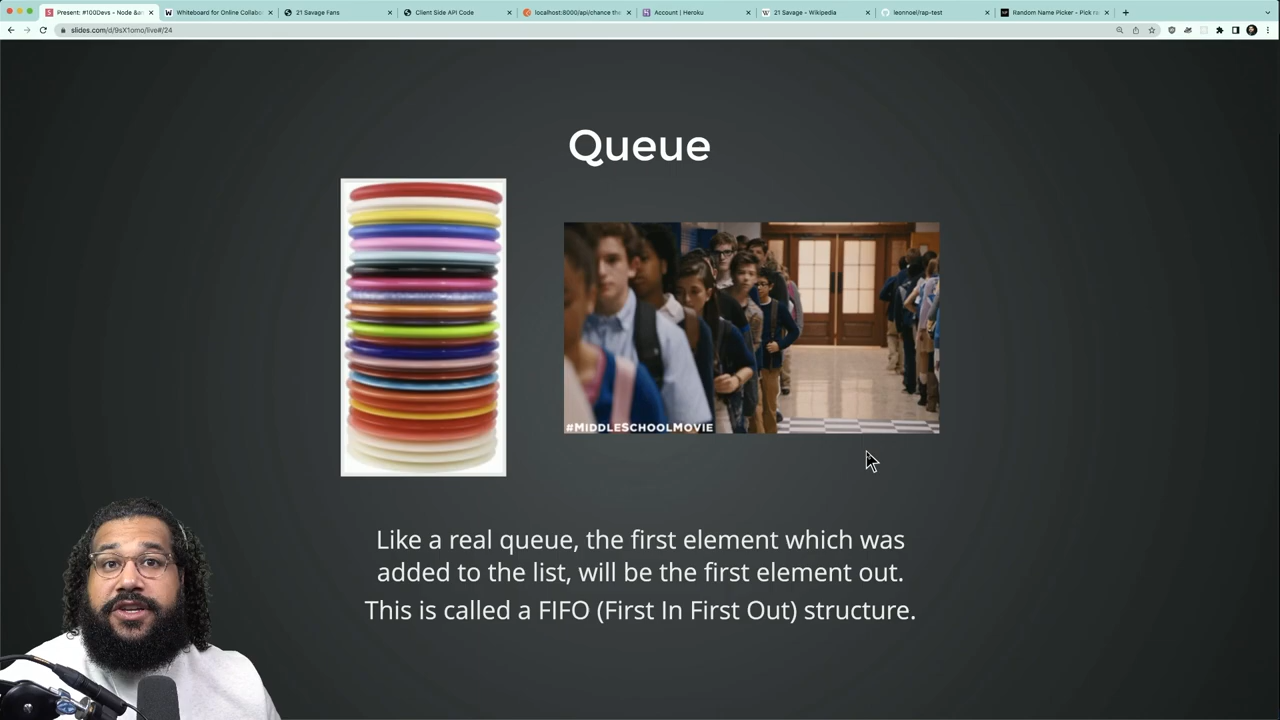 Present: #100Devs - Node &an
Whiteboard for Online Collabor
21 Savage Fans
Client Side API Code
localhost:8000/api/chance the
Account | Heroku
21 Savage - Wikipedia
leonnoel/rap-test
Random Name Picker - Pick ra
slides.com/d/9sX1omo/live#/24
Queue
#MIDDLESCHOOLMOVIE
Like a real queue, the first element which was
added to the list, will be the first element out.
This is called a FIFO (First In First Out) structure.